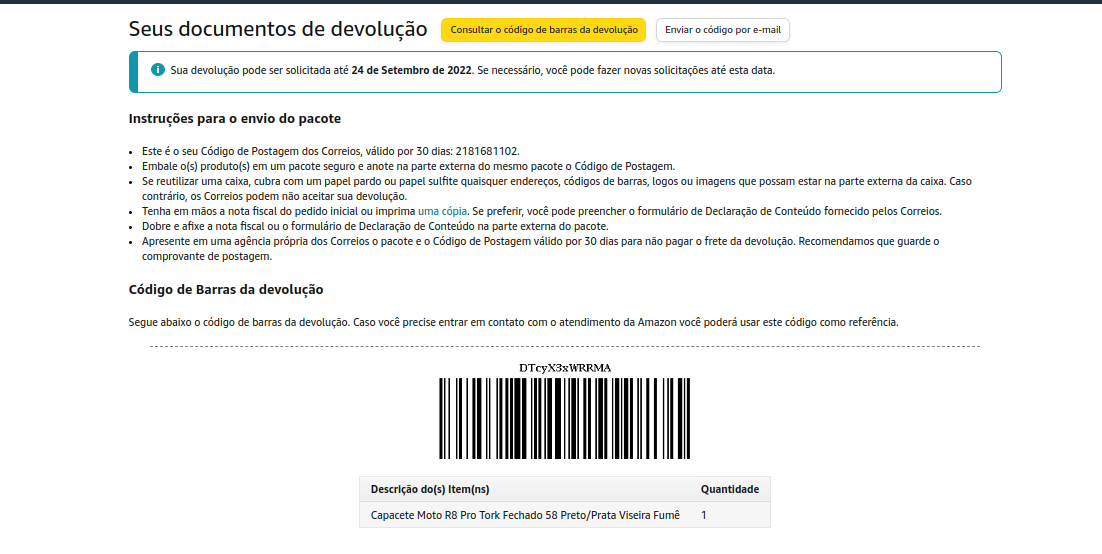 Seus documentos de devolução
Consultar o código de barras da devolução
Enviar o código por e-mail
Sua devolução pode ser solicitada até 24 de Setembro de 2022. Se necessário, você pode fazer novas solicitações até esta data.
Instruções para o envio do pacote
• Este é o seu Código de Postagem dos Correios, válido por 30 dias: 2181681102.
• Embale o(s) produto(s) em um pacote seguro e anote na parte externa do mesmo pacote o Código de Postagem.
• Se reutilizar uma caixa, cubra com um papel pardo ou papel sulfite quaisquer endereços, códigos de barras, logos ou imagens que possam estar na parte externa da caixa. Caso
contrário, os Correios podem não aceitar sua devolução.
• Tenha em mãos a nota fiscal do pedido inicial ou imprima uma cópia. Se preferir, você pode preencher o formulário de Declaração de Conteúdo fornecido pelos Correios.
• Dobre e afixe a nota fiscal ou o formulário de Declaração de Conteúdo na parte externa do pacote.
• Apresente em uma agência própria dos Correios o pacote e o Código de Postagem válido por 30 dias para não pagar o frete da devolução. Recomendamos que guarde o
comprovante de postagem.
Código de Barras da devolução
Segue abaixo o código de barras da devolução. Caso você precise entrar em contato com o atendimento da Amazon você poderá usar este código como referência.
DTcyX3xWRRMA
Descrição do(s) Item(ns) Quantidade
Capacete Moto R8 Pro Tork Fechado 58 Preto/Prata Viseira Fumê 1